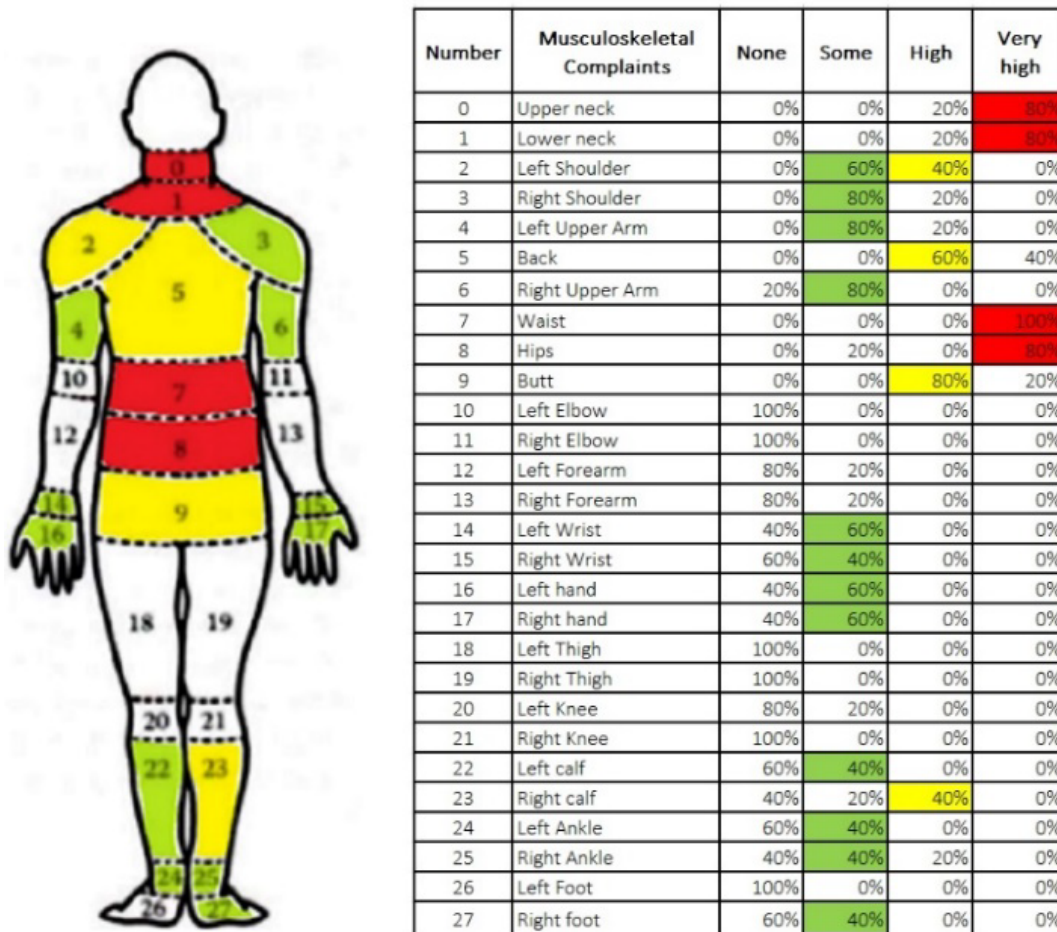 0
1
2 3
5
4 6
10 11
7
12 13
8
14 15
9
16 17
18 19
20 21
22 23
24 25
26 27
Number Musculoskeletal Complaints None Some High Very high
0 Upper neck 0% 0% 20% 80%
1 Lower neck 0% 0% 20% 80%
2 Left Shoulder 0% 60% 40% 0%
3 Right Shoulder 0% 80% 20% 0%
4 Left Upper Arm 0% 80% 20% 0%
5 Back 0% 0% 60% 40%
6 Right Upper Arm 20% 80% 0% 0%
7 Waist 0% 0% 0% 100%
8 Hips 0% 20% 0% 80%
9 Butt 0% 0% 80% 20%
10 Left Elbow 100% 0% 0% 0%
11 Right Elbow 100% 0% 0% 0%
12 Left Forearm 80% 20% 0% 0%
13 Right Forearm 80% 20% 0% 0%
14 Left Wrist 40% 60% 0% 0%
15 Right Wrist 60% 40% 0% 0%
16 Left hand 40% 60% 0% 0%
17 Right hand 40% 60% 0% 0%
18 Left Thigh 100% 0% 0% 0%
19 Right Thigh 100% 0% 0% 0%
20 Left Knee 80% 20% 0% 0%
21 Right Knee 100% 0% 0% 0%
22 Left calf 60% 40% 0% 0%
23 Right calf 40% 20% 40% 0%
24 Left Ankle 60% 40% 0% 0%
25 Right Ankle 40% 40% 20% 0%
26 Left Foot 100% 0% 0% 0%
27 Right foot 60% 40% 0% 0%